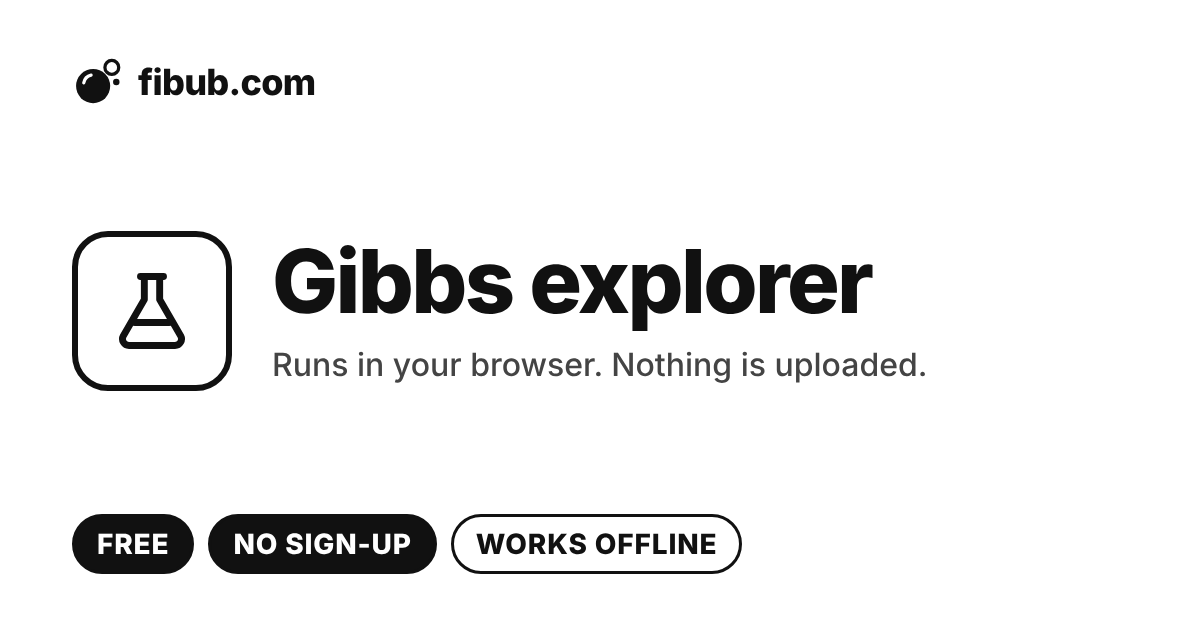 fibub.com
Gibbs explorer
Runs in your browser. Nothing is uploaded.
FREE
NO SIGN-UP
WORKS OFFLINE